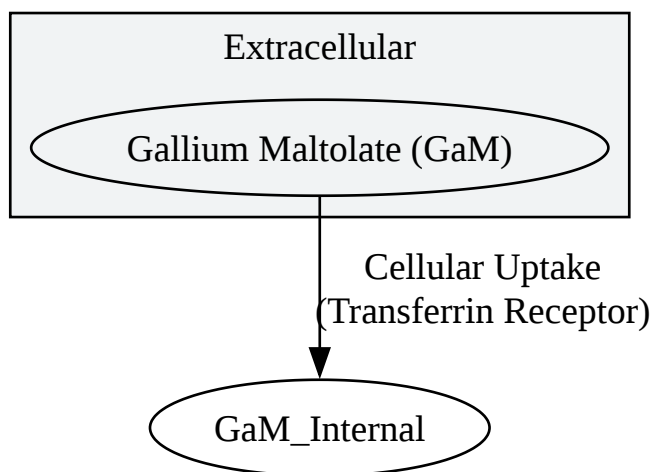 Extracellular
Gallium Maltolate (GaM)
Cellular Uptake
(Transferrin Receptor)
GaM_Internal